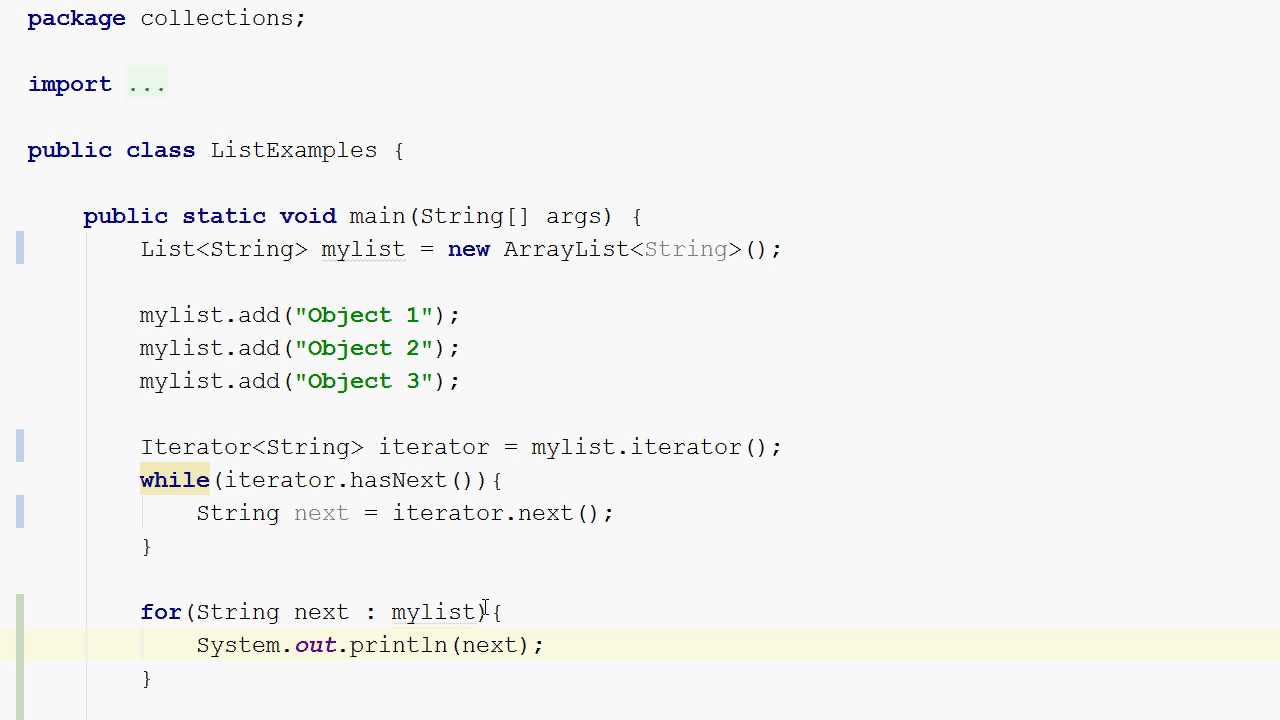 package collections;
import ...
public class ListExamples {
public static void main(String[] args) {
List<String> mylist = new ArrayList<String>();
mylist.add("Object 1");
mylist.add("Object 2");
mylist.add("Object 3");
Iterator<String> iterator = mylist.iterator();
while(iterator.hasNext()){
String next = iterator.next();
}
for(String next : mylist){
System.out.println(next);
}